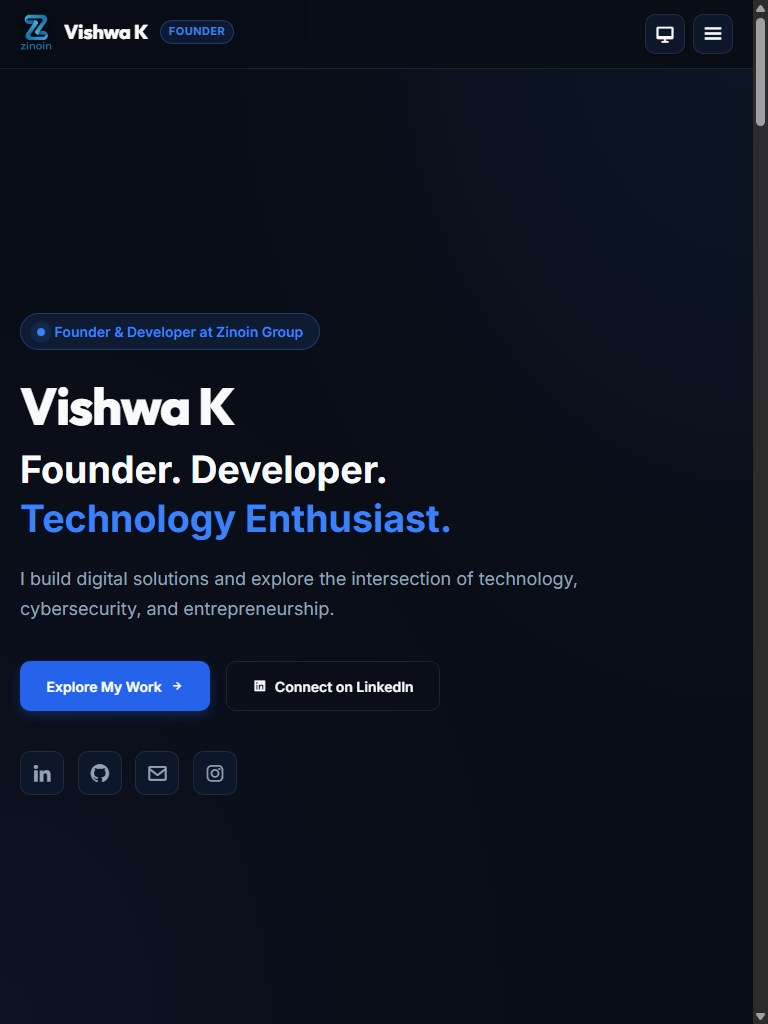 zinoin
Vishwa K
FOUNDER
Founder & Developer at Zinoin Group
Vishwa K
Founder. Developer.
Technology Enthusiast.
I build digital solutions and explore the intersection of technology,
cybersecurity, and entrepreneurship.
Explore My Work
Connect on LinkedIn